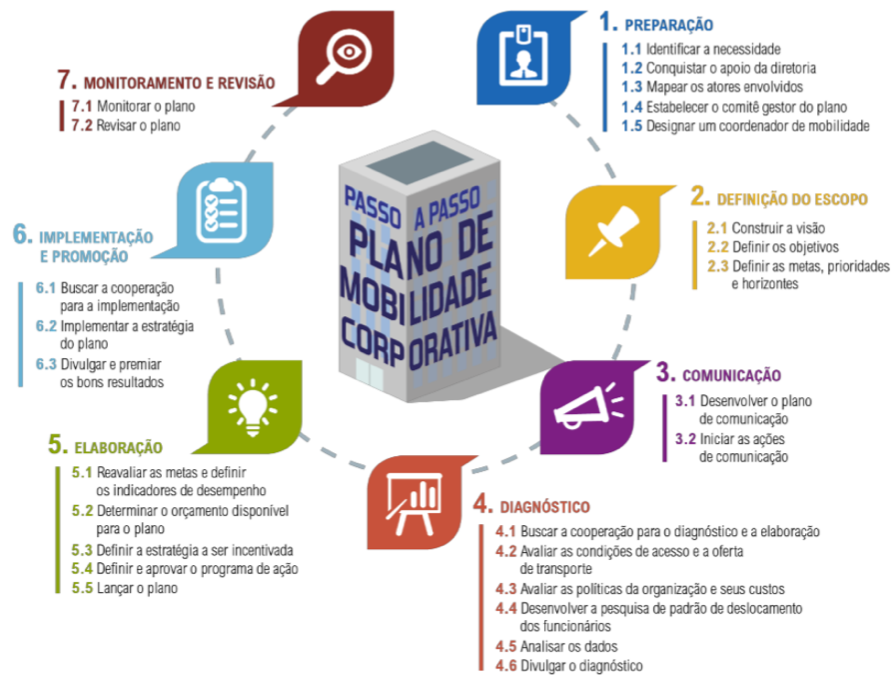 PASSO A PASSO
PLANO DE
MOBILIDADE
CORPORATIVA
1. PREPARAÇÃO
1.1 Identificar a necessidade
1.2 Conquistar o apoio da diretoria
1.3 Mapear os atores envolvidos
1.4 Estabelecer o comitê gestor do plano
1.5 Designar um coordenador de mobilidade
2. DEFINIÇÃO DO ESCOPO
2.1 Construir a visão
2.2 Definir os objetivos
2.3 Definir as metas, prioridades
e horizontes
3. COMUNICAÇÃO
3.1 Desenvolver o plano
de comunicação
3.2 Iniciar as ações
de comunicação
4. DIAGNÓSTICO
4.1 Buscar a cooperação para o diagnóstico e a elaboração
4.2 Avaliar as condições de acesso e a oferta
de transporte
4.3 Avaliar as políticas da organização e seus custos
4.4 Desenvolver a pesquisa de padrão de deslocamento
dos funcionários
4.5 Analisar os dados
4.6 Divulgar o diagnóstico
5. ELABORAÇÃO
5.1 Reavaliar as metas e definir
os indicadores de desempenho
5.2 Determinar o orçamento disponível
para o plano
5.3 Definir a estratégia a ser incentivada
5.4 Definir e aprovar o programa de ação
5.5 Lançar o plano
6. IMPLEMENTAÇÃO
E PROMOÇÃO
6.1 Buscar a cooperação
para a implementação
6.2 Implementar a estratégia
do plano
6.3 Divulgar e premiar
os bons resultados
7. MONITORAMENTO E REVISÃO
7.1 Monitorar o plano
7.2 Revisar o plano